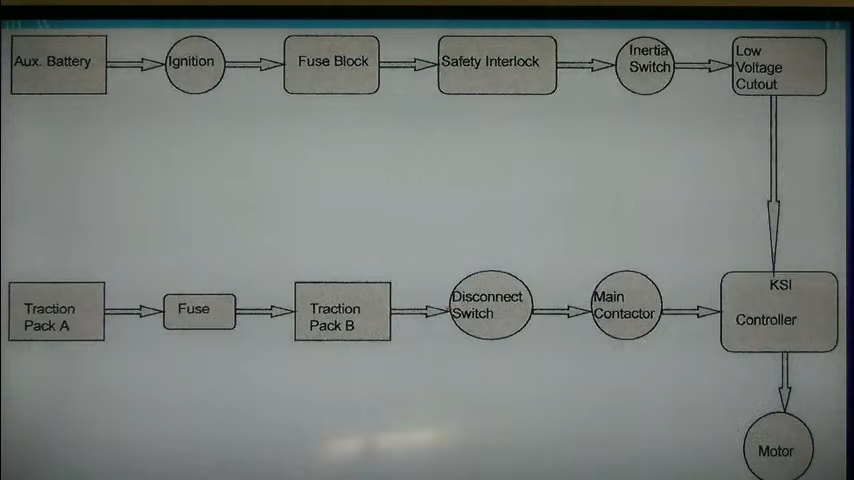 Aux. Battery
Ignition
Fuse Block
Safety Interlock
Inertia
Switch
Low
Voltage
Cutout
Traction
Pack A
Fuse
Traction
Pack B
Disconnect
Switch
Main
Contactor
KSI
Controller
Motor